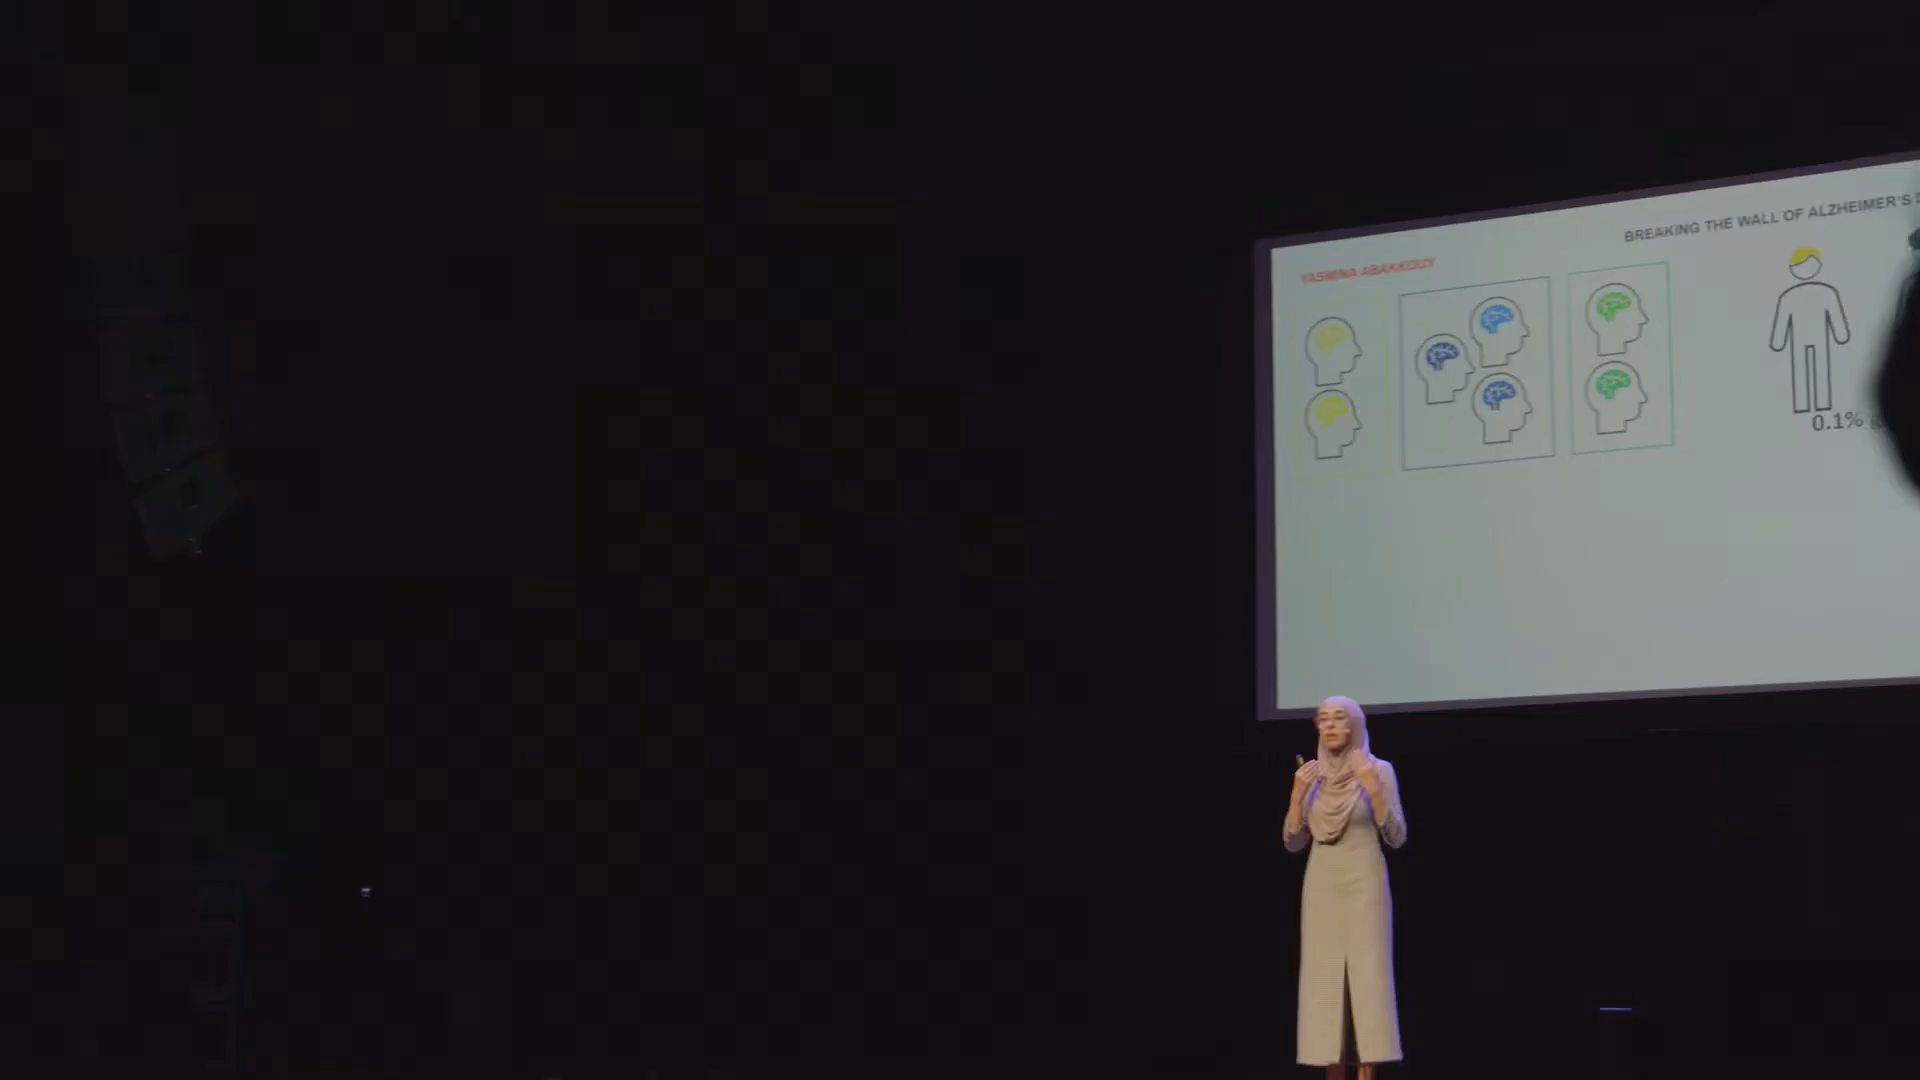 BREAKING THE WALL OF ALZHEIMER'S
YASMINA ABAKKOUY
0.1%